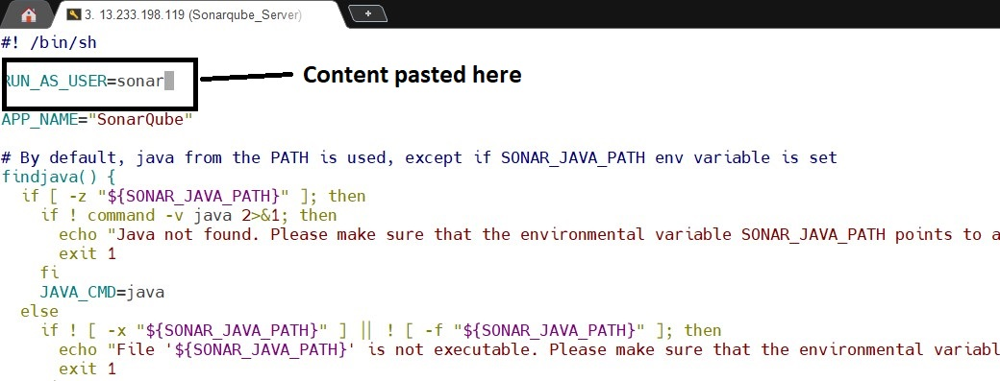 3. 13.233.198.119 (Sonarqube_Server)
#! /bin/sh
RUN_AS_USER=sonar
Content pasted here
APP_NAME="SonarQube"
# By default, java from the PATH is used, except if SONAR_JAVA_PATH env variable is set
findjava() {
if [ -z "${SONAR_JAVA_PATH}" ]; then
if ! command -v java 2>&1; then
echo "Java not found. Please make sure that the environmental variable SONAR_JAVA_PATH points to a
exit 1
fi
JAVA_CMD=java
else
if ! [ -x "${SONAR_JAVA_PATH}" ] || ! [ -f "${SONAR_JAVA_PATH}" ]; then
echo "File '${SONAR_JAVA_PATH}' is not executable. Please make sure that the environmental variabl
exit 1